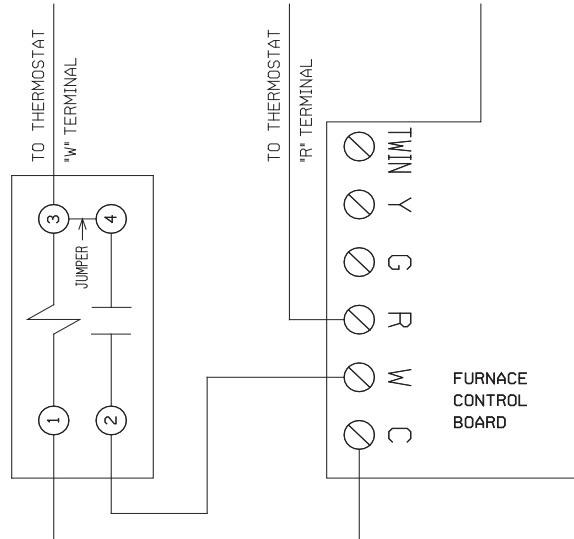 TO THERMOSTAT
"W" TERMINAL
TO THERMOSTAT
"R" TERMINAL
3
4
JUMPER
1
2
TWIN
Y
G
R
W
C
FURNACE
CONTROL
BOARD